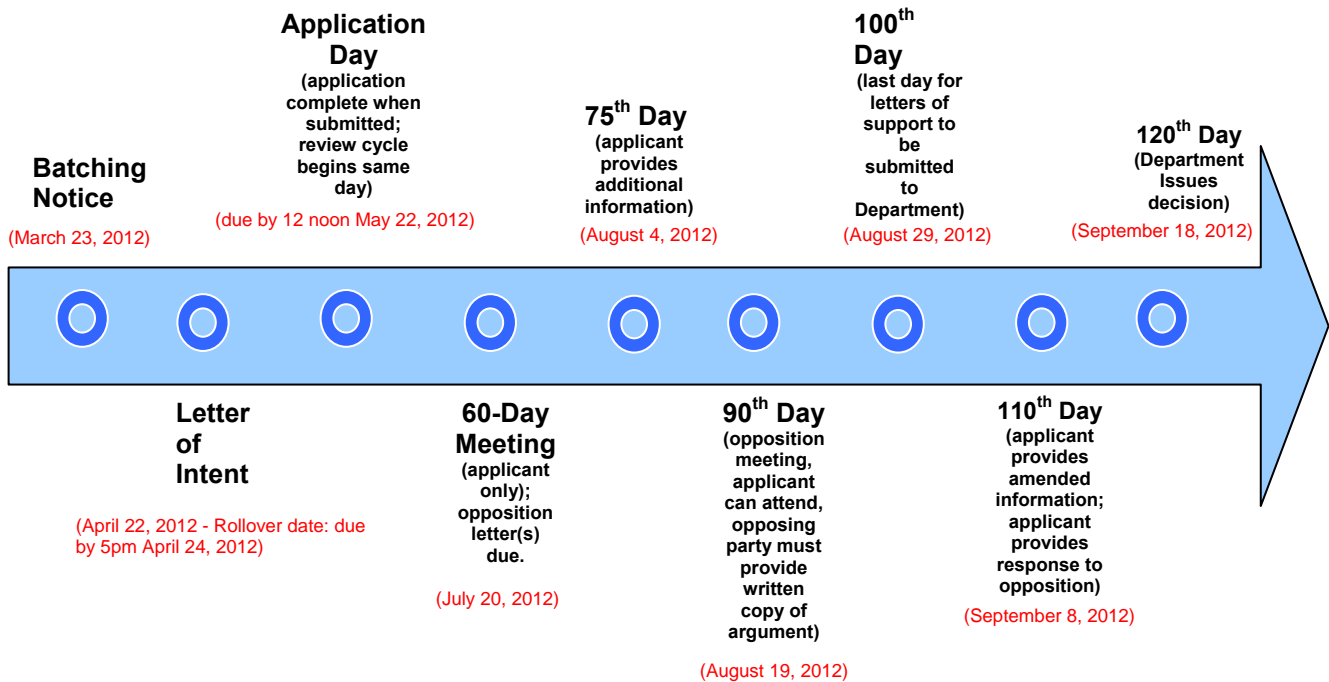 Batching
Notice
(March 23, 2012)
Letter
of
Intent
(April 22, 2012 - Rollover date: due
by 5pm April 24, 2012)
Application
Day
(application
complete when
submitted;
review cycle
begins same
day)
(due by 12 noon May 22, 2012)
60-Day
Meeting
(applicant
only);
opposition
letter(s)
due.
(July 20, 2012)
75th Day
(applicant
provides
additional
information)
(August 4, 2012)
90th Day
(opposition
meeting,
applicant
can attend,
opposing
party must
provide
written
copy of
argument)
(August 19, 2012)
100th
Day
(last day for
letters of
support to
be
submitted
to
Department)
(August 29, 2012)
110th Day
(applicant
provides
amended
information;
applicant
provides
response to
opposition)
(September 8, 2012)
120th Day
(Department
Issues
decision)
(September 18, 2012)